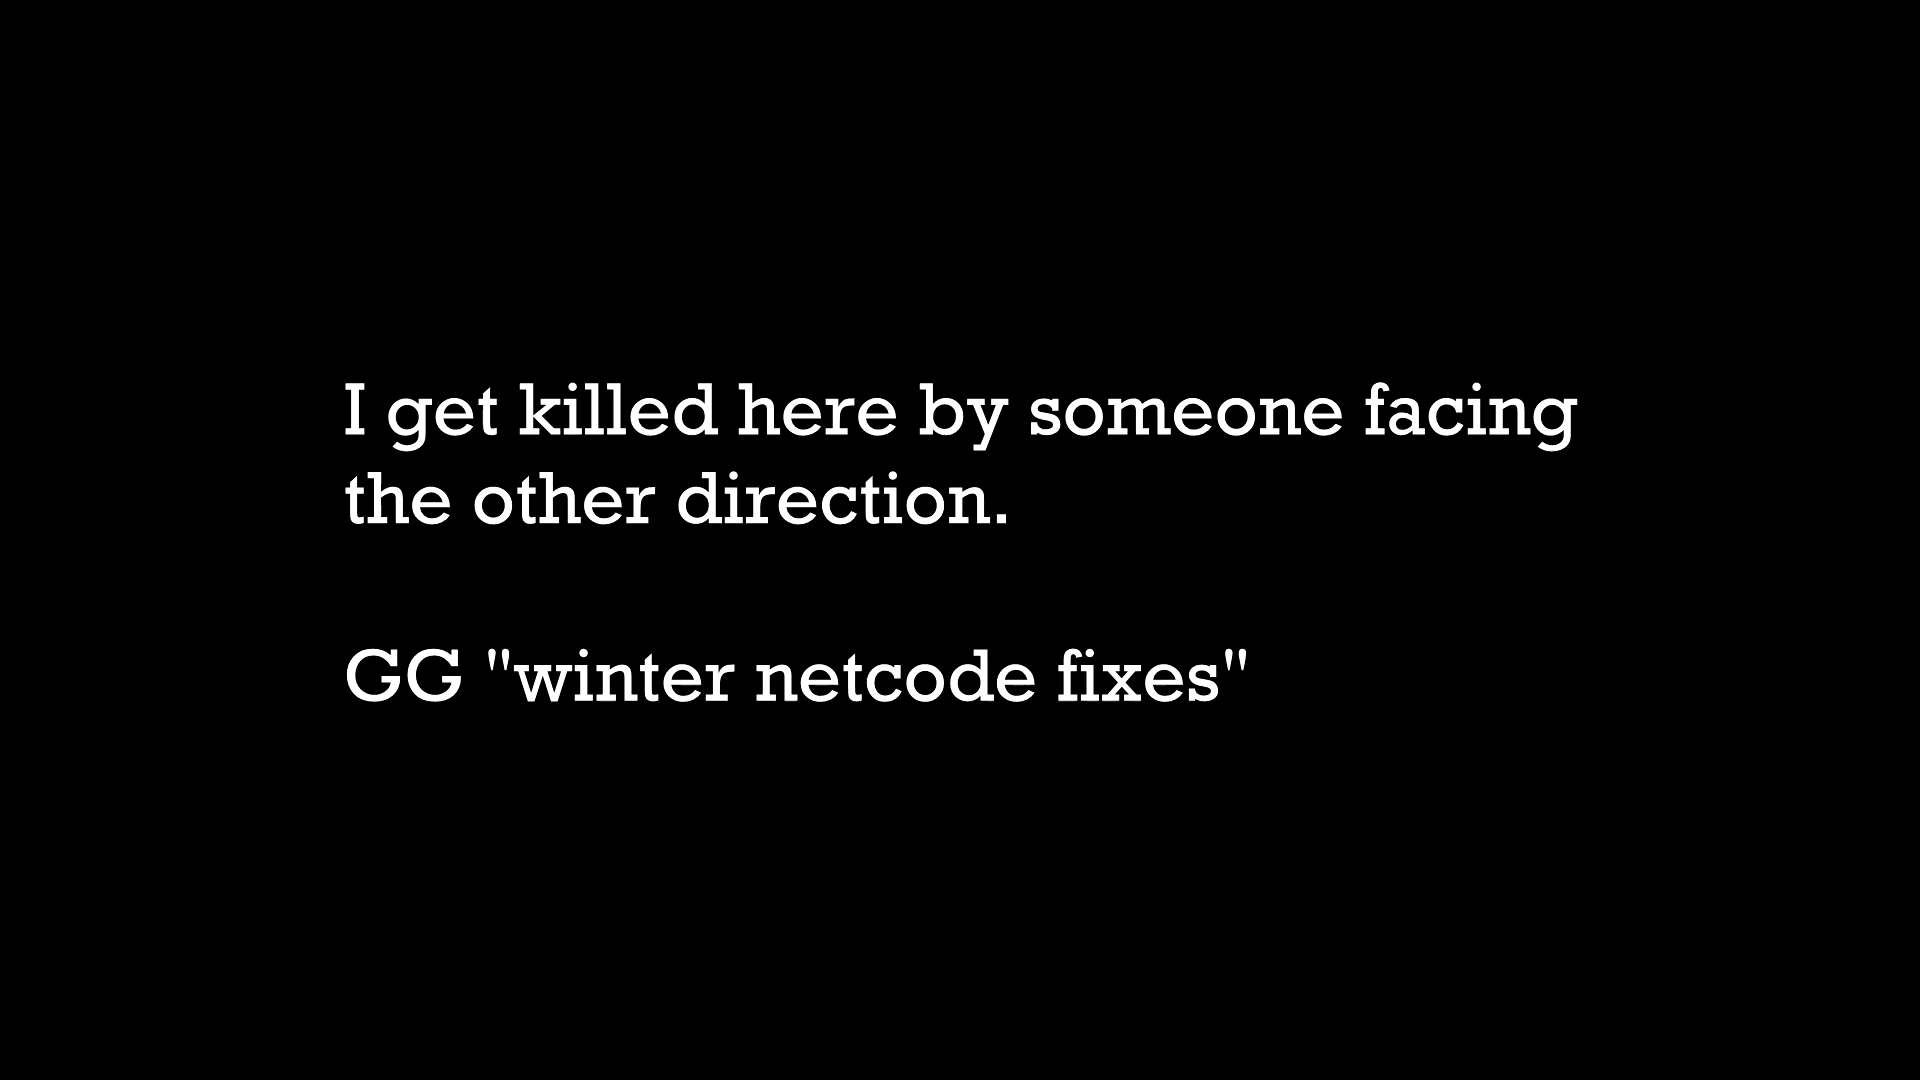 I get killed here by someone facing
the other direction.
GG "winter netcode fixes"